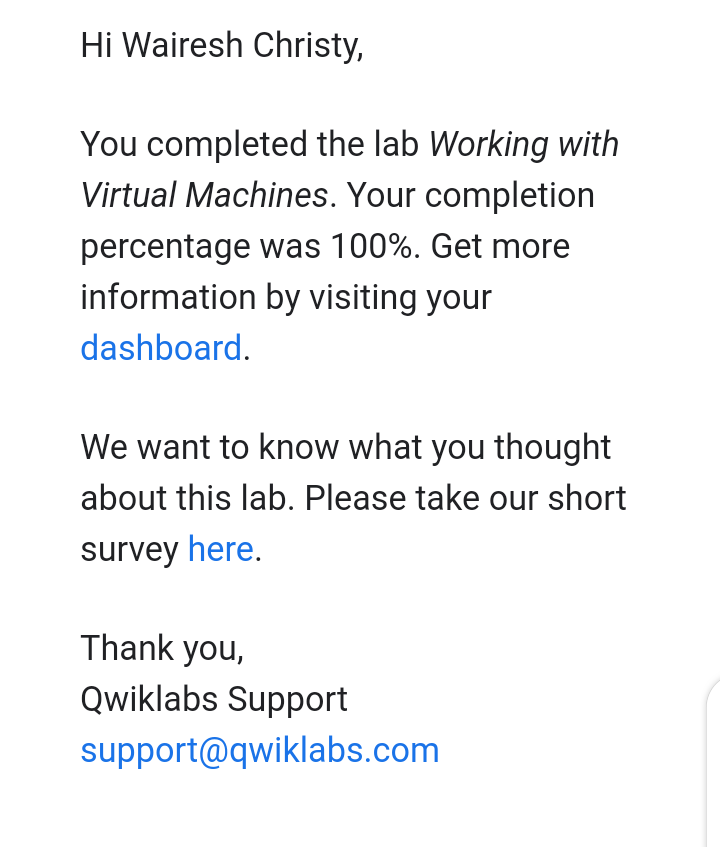 Hi Wairesh Christy,
You completed the lab Working with
Virtual Machines. Your completion
percentage was 100%. Get more
information by visiting your
dashboard.
We want to know what you thought
about this lab. Please take our short
survey here.
Thank you,
Qwiklabs Support
support@qwiklabs.com